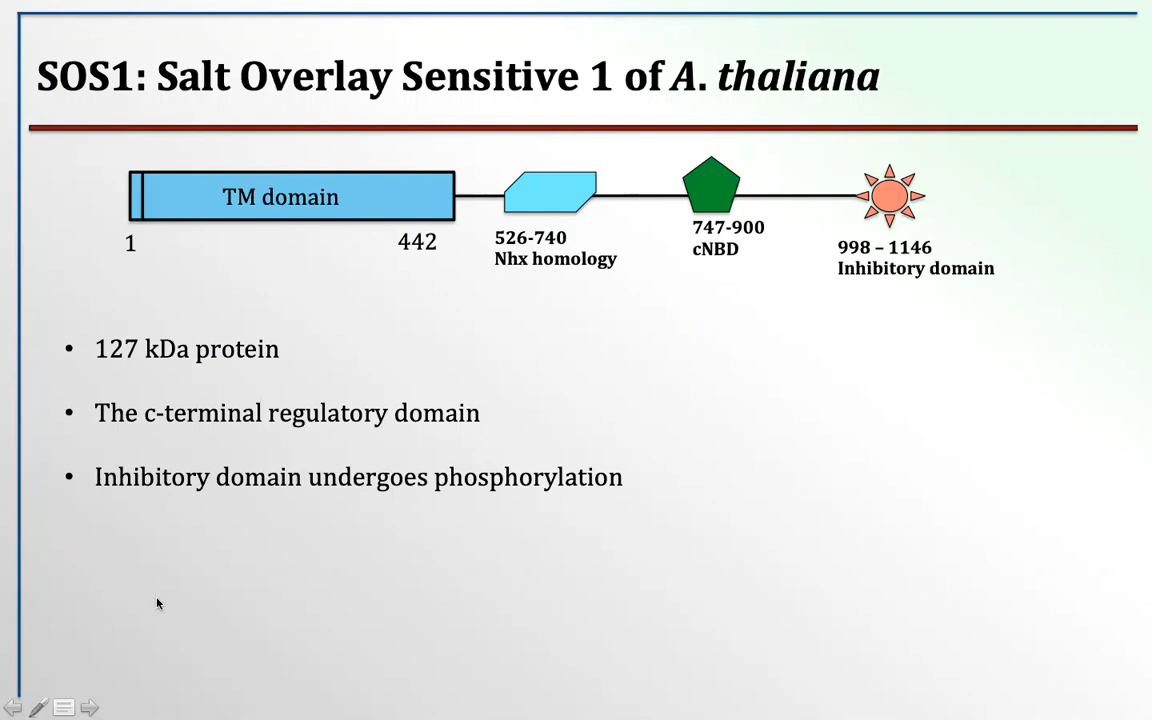 SOS1: Salt Overlay Sensitive 1 of A. thaliana
TM domain
1
442
526-740
Nhx homology
747-900
cNBD
998 – 1146
Inhibitory domain
• 127 kDa protein
• The c-terminal regulatory domain
• Inhibitory domain undergoes phosphorylation